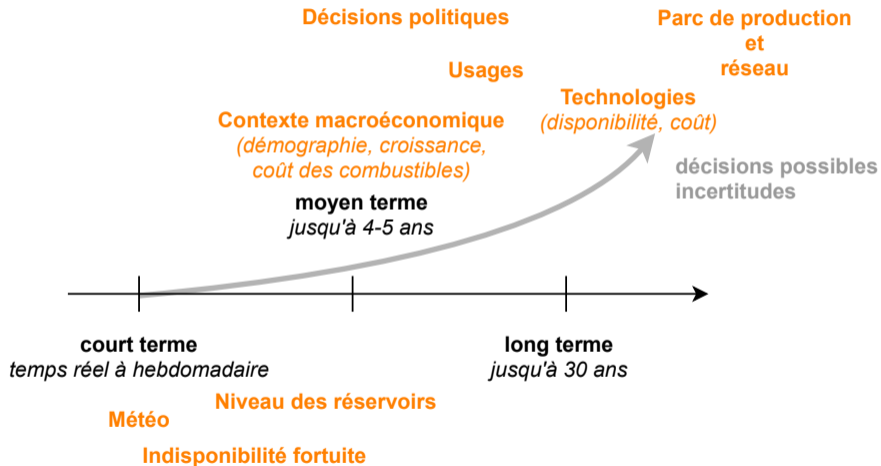 Décisions politiques
Parc de production
et
réseau
Usages
Technologies
(disponibilité, coût)
Contexte macroéconomique
(démographie, croissance,
coût des combustibles)
décisions possibles
incertitudes
moyen terme
jusqu'à 4-5 ans
court terme
temps réel à hebdomadaire
long terme
jusqu'à 30 ans
Niveau des réservoirs
Météo
Indisponibilité fortuite